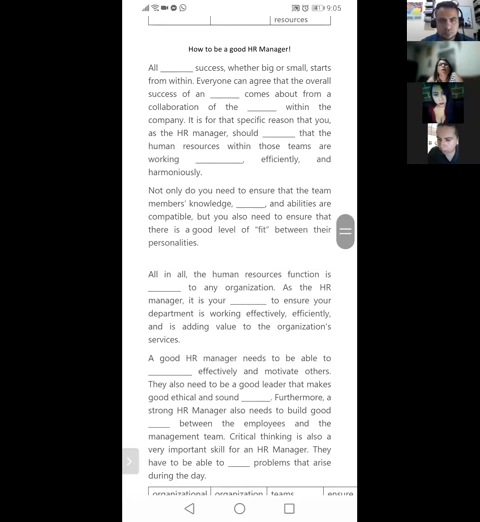 9:05
resources
How to be a good HR Manager!
All ________ success, whether big or small, starts
from within. Everyone can agree that the overall
success of an _______ comes about from a
collaboration of the _______ within the
company. It is for that specific reason that you,
as the HR manager, should ________ that the
human resources within those teams are
working ___________, efficiently, and
harmoniously.
Not only do you need to ensure that the team
members' knowledge, _______, and abilities are
compatible, but you also need to ensure that
there is a good level of "fit" between their
personalities.
All in all, the human resources function is
________ to any organization. As the HR
manager, it is your _________ to ensure your
department is working effectively, efficiently,
and is adding value to the organization's
services.
A good HR manager needs to be able to
__________ effectively and motivate others.
They also need to be a good leader that makes
good ethical and sound _______. Furthermore, a
strong HR Manager also needs to build good
_____ between the employees and the
management team. Critical thinking is also a
very important skill for an HR Manager. They
have to be able to _____ problems that arise
during the day.
organizational organization teams ensure